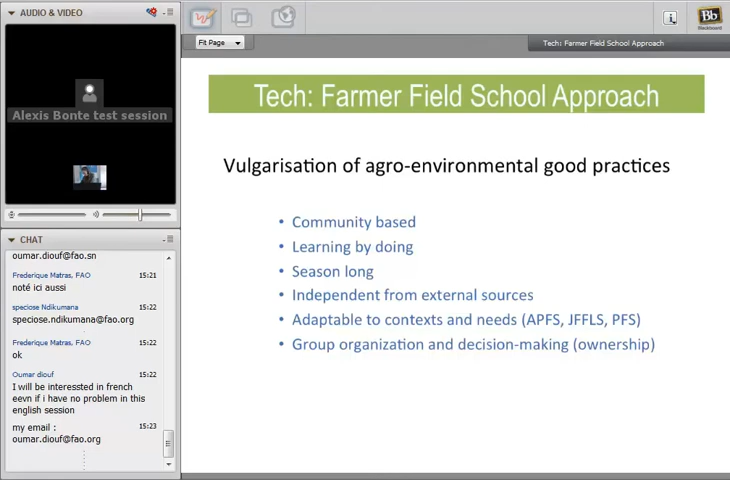 AUDIO & VIDEO
Alexis Bonte test session
CHAT
oumar.diouf@fao.sn
Frederique Matras, FAO 15:21
noté ici aussi
speciose Ndikumana 15:22
speciose.ndikumana@fao.org
Frederique Matras, FAO 15:22
ok
Oumar diouf 15:22
I will be interessted in french
eevn if i have no problem in this
english session
my email : 15:23
oumar.diouf@fao.org
i
Bb
Blackboard
Fit Page
Tech: Farmer Field School Approach
Tech: Farmer Field School Approach
Vulgarisation of agro-environmental good practices
• Community based
• Learning by doing
• Season long
• Independent from external sources
• Adaptable to contexts and needs (APFS, JFFLS, PFS)
• Group organization and decision-making (ownership)